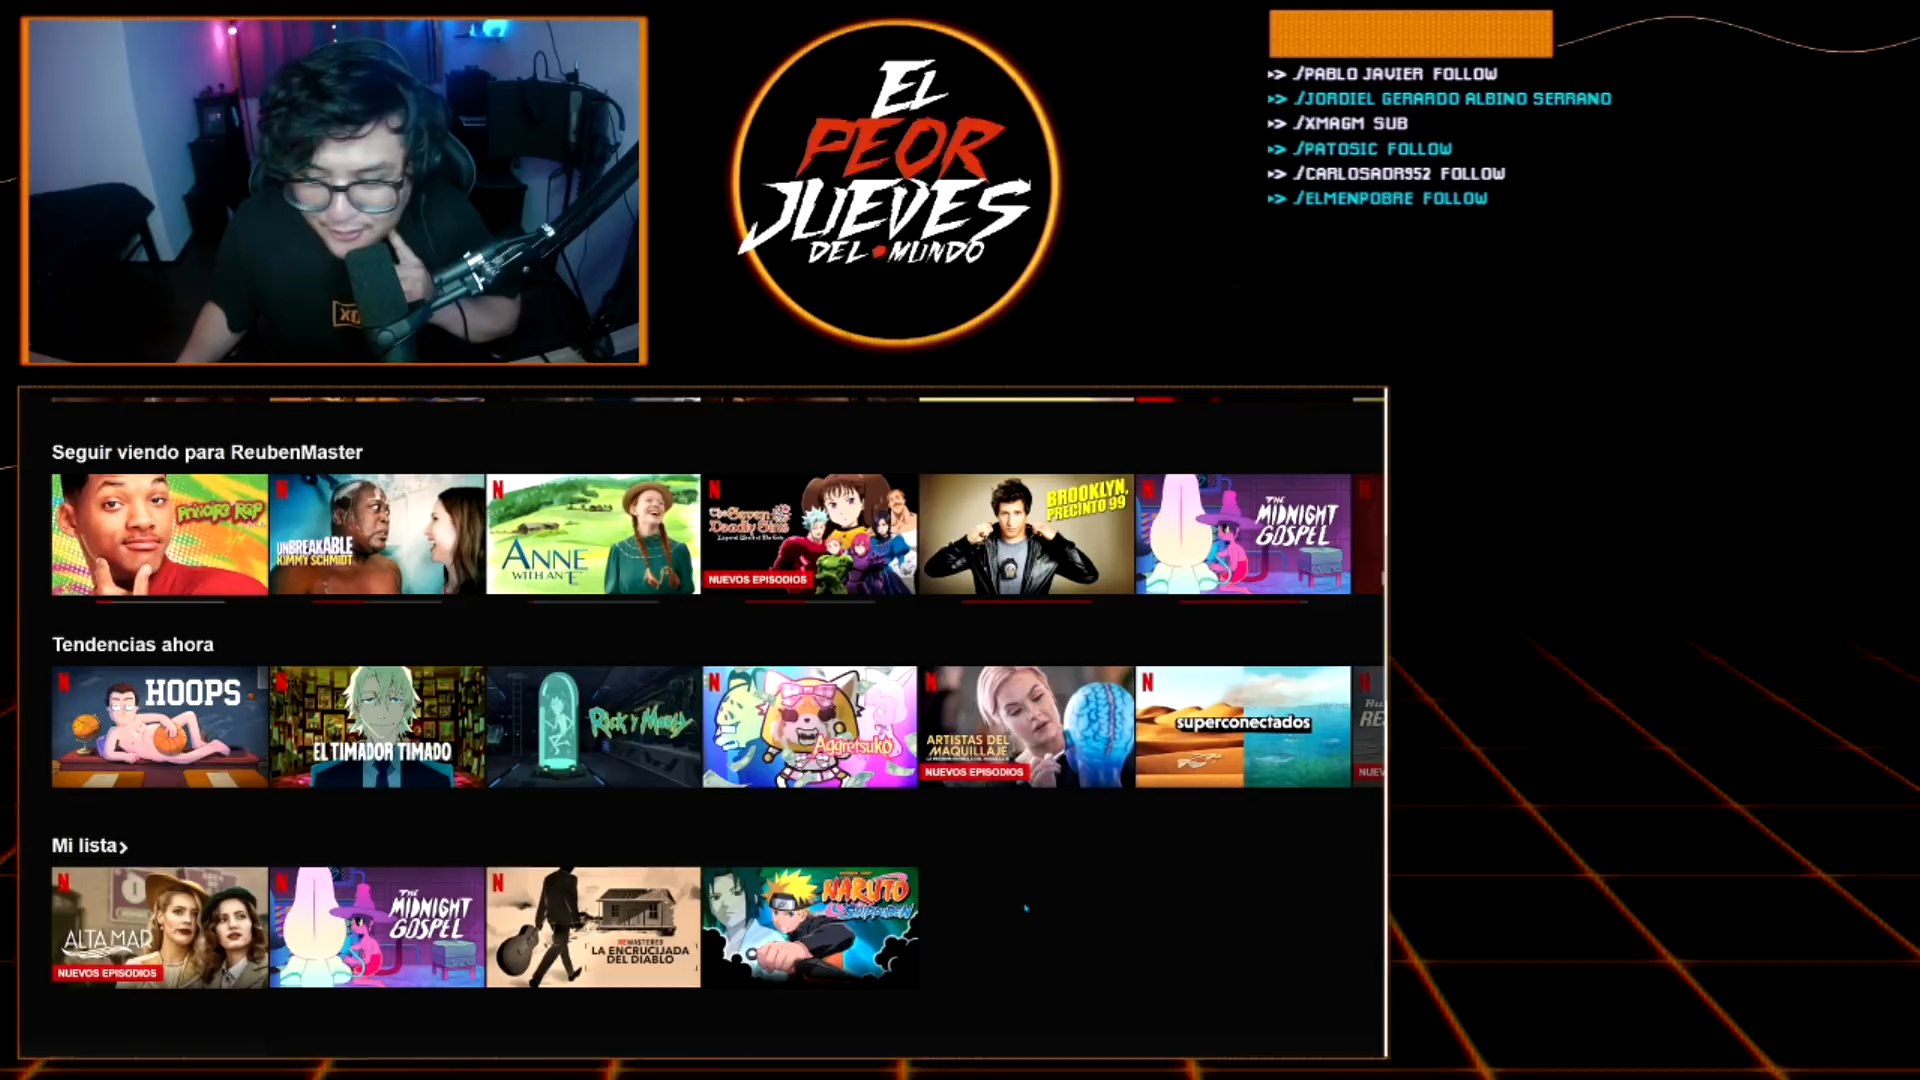 EL
PEOR
JUEVES
DEL MUNDO
./PABLO JAVIER FOLLOW
./JORDIEL GERARDO ALBINO SERRANO
./XMAGM SUB
./PATOSIC FOLLOW
./CARLOSADR952 FOLLOW
./ELMENPOBRE FOLLOW
Seguir viendo para ReubenMaster
Principe Rap
UNBREAKABLE
KIMMY SCHMIDT
ANNE
WITH AN "E"
The Seven
Deadly Sins
NUEVOS EPISODIOS
BROOKLYN,
PRECINTO 99
THE
MIDNIGHT
GOSPEL
Tendencias ahora
HOOPS
EL TIMADOR TIMADO
RICK Y MORTY
Aggretsuko
ARTISTAS DEL
MAQUILLAJE
NUEVOS EPISODIOS
superconectados
Mi lista
ALTA MAR
NUEVOS EPISODIOS
THE
MIDNIGHT
GOSPEL
REMASTERED
LA ENCRUCIJADA
DEL DIABLO
NARUTO
SHIPPUDEN